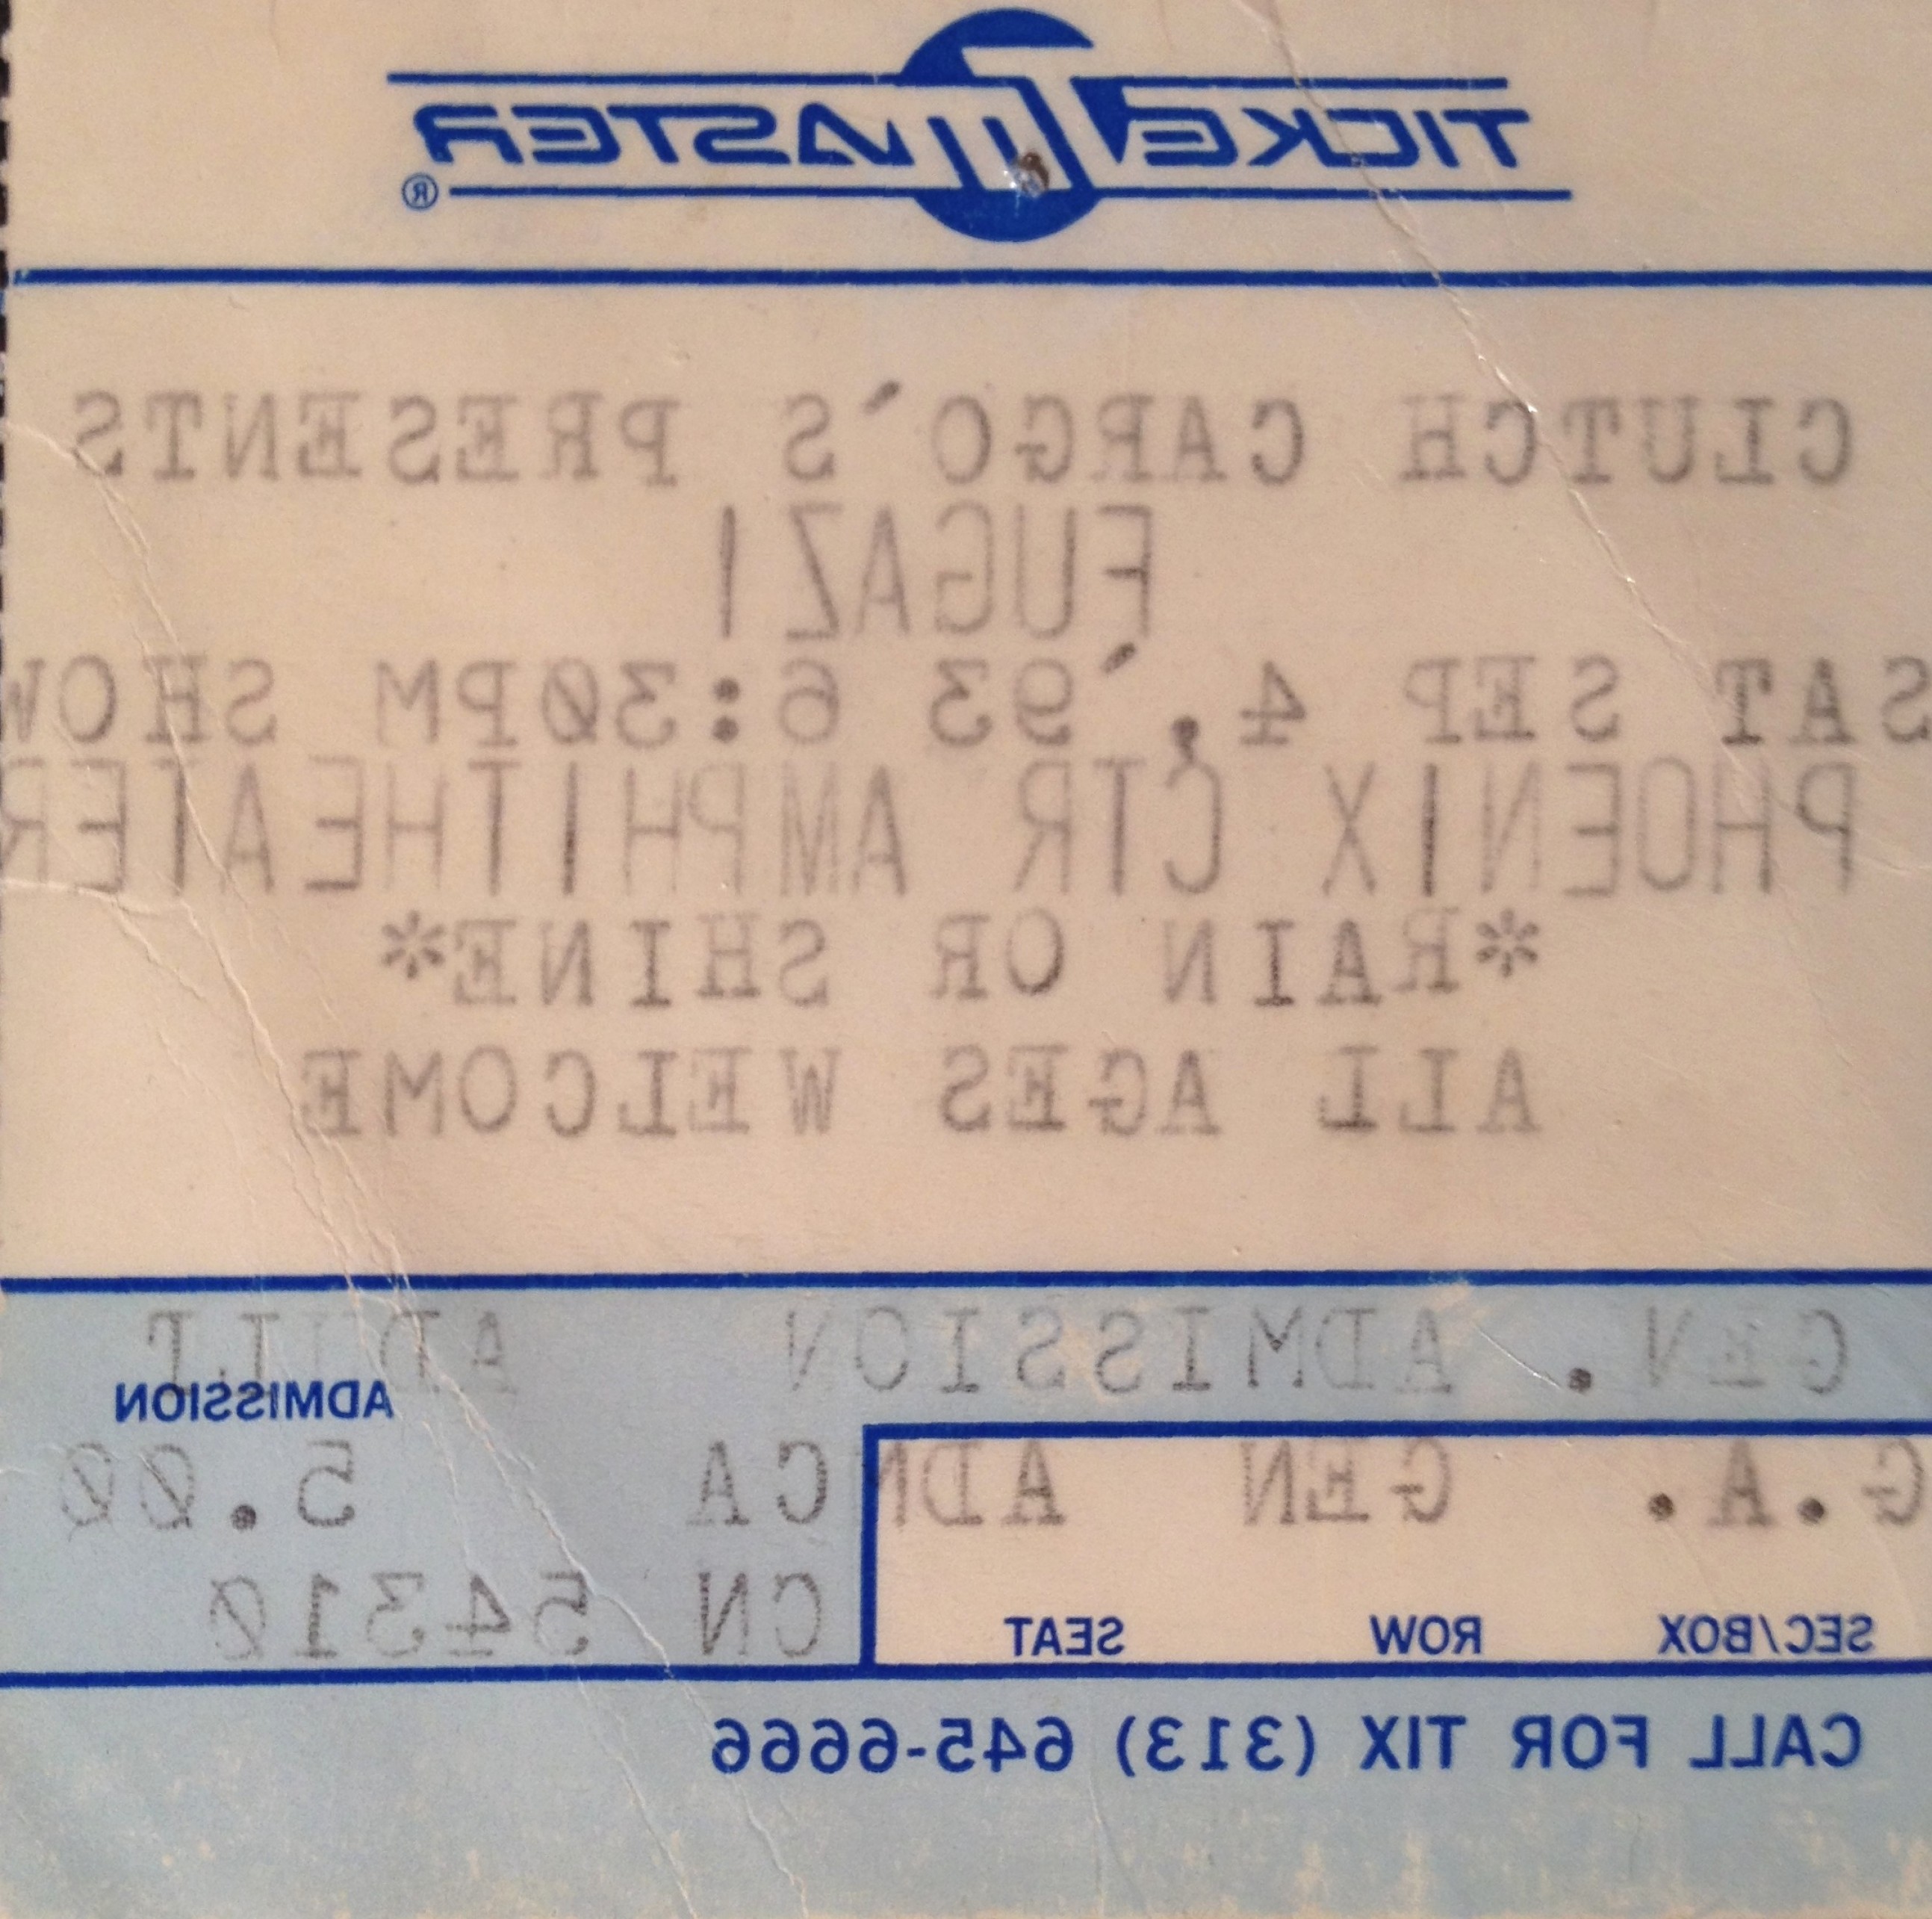 TICKETMASTER®
CLUTCH CARGO'S PRESENTS
FUGAZI
SAT SEP 4,'93 6:30PM SHOW
PHOENIX CTR AMPHITHEATER
*RAIN OR SHINE*
ALL AGES WELCOME
GEN. ADMISSION ADULT
ADMISSION
G.A. GEN ADM CA 5.00
CN 54310
SEC/BOX ROW SEAT
CALL FOR TIX (313) 645-6666